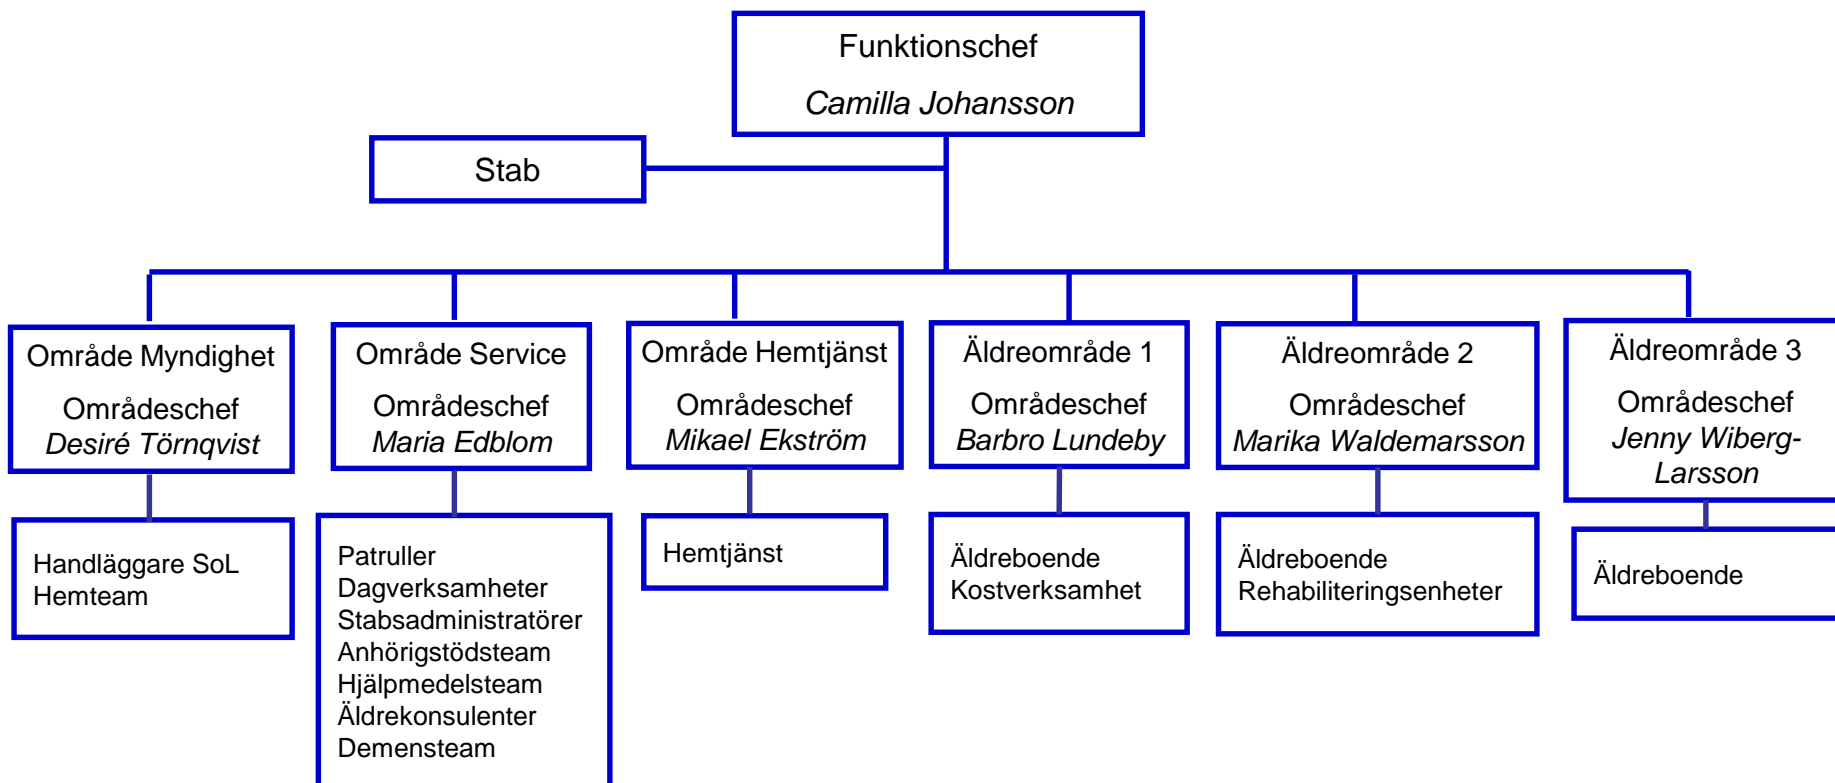 Funktionschef
Camilla Johansson
Stab
Område Myndighet
Områdeschef
Desiré Törnqvist
Område Service
Områdeschef
Maria Edblom
Område Hemtjänst
Områdeschef
Mikael Ekström
Äldreområde 1
Områdeschef
Barbro Lundeby
Äldreområde 2
Områdeschef
Marika Waldemarsson
Äldreområde 3
Områdeschef
Jenny Wiberg-
Larsson
Handläggare SoL
Hemteam
Patruller
Dagverksamheter
Stabsadministratörer
Anhörigstödsteam
Hjälpmedelsteam
Äldrekonsulenter
Demensteam
Hemtjänst
Äldreboende
Kostverksamhet
Äldreboende
Rehabiliteringsenheter
Äldreboende